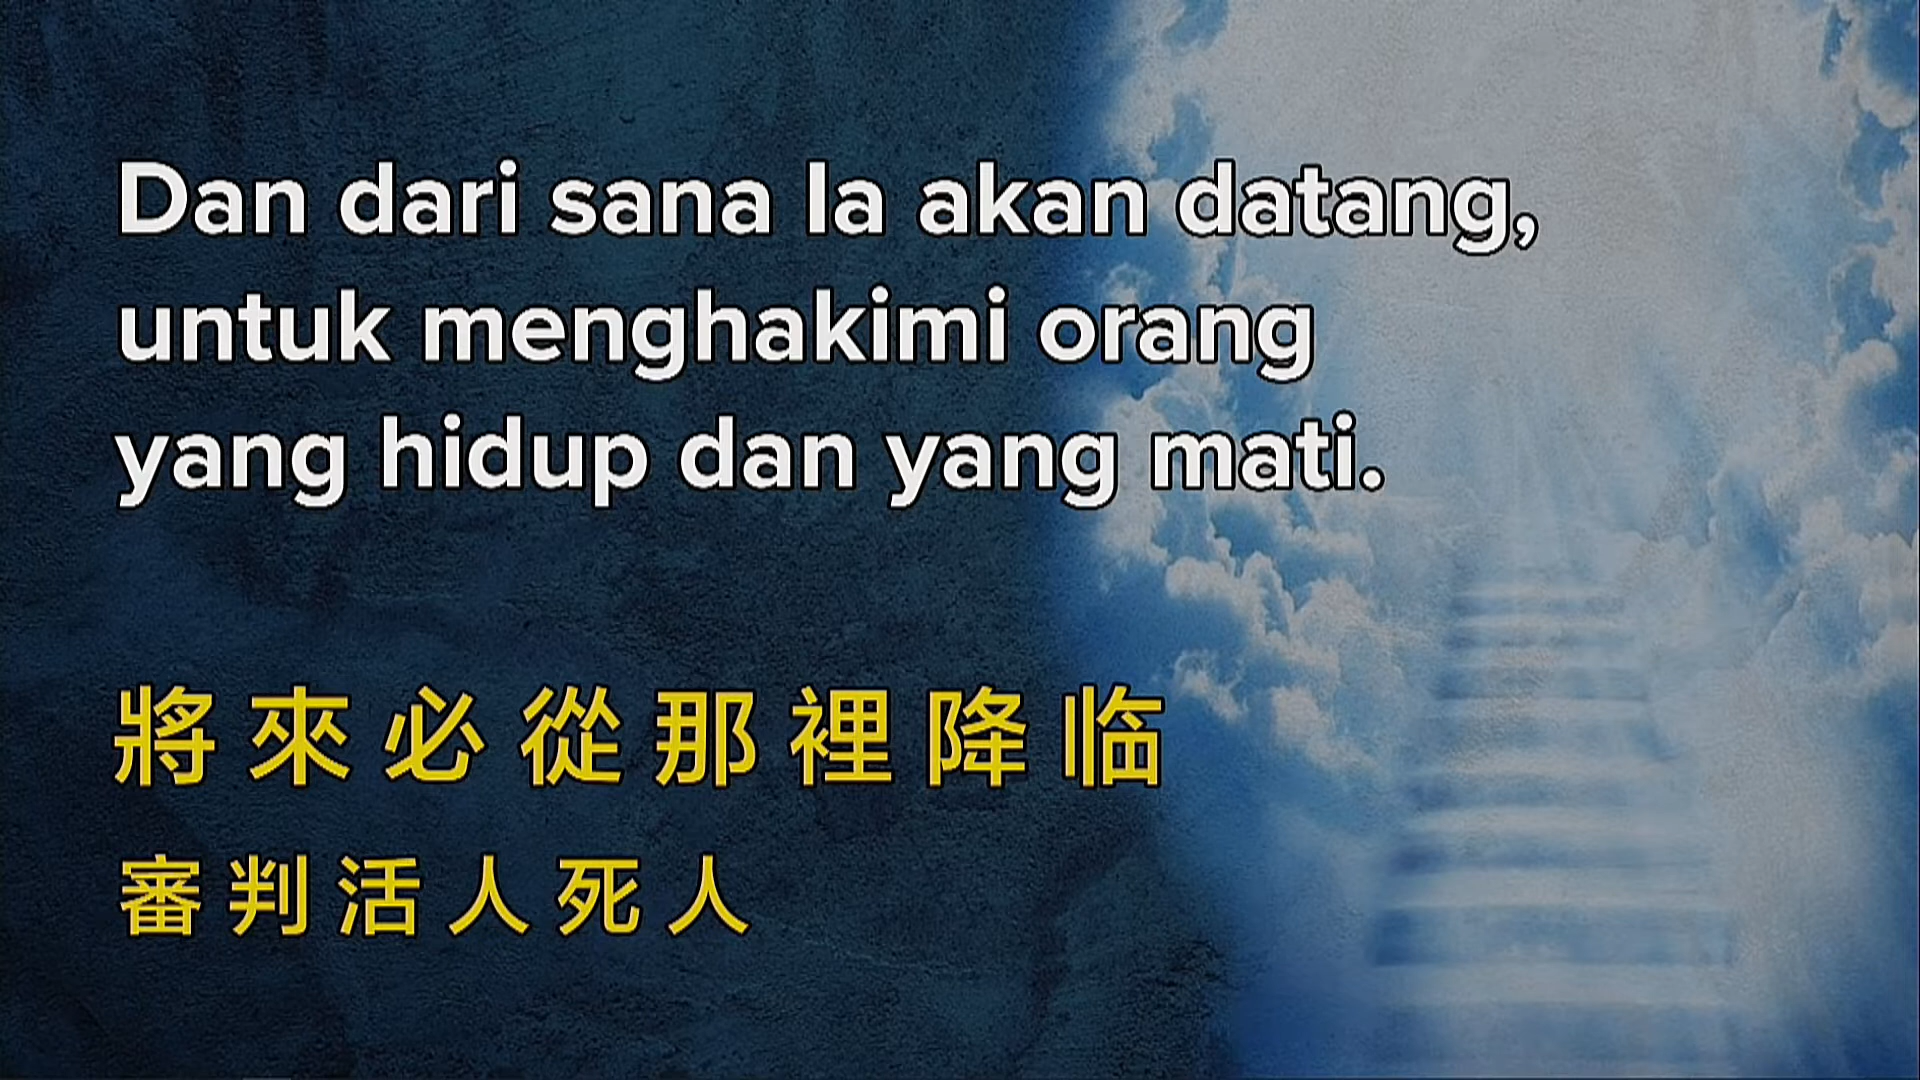 Dan dari sana Ia akan datang,
untuk menghakimi orang
yang hidup dan yang mati.
將來必從那裡降临
審判活人死人